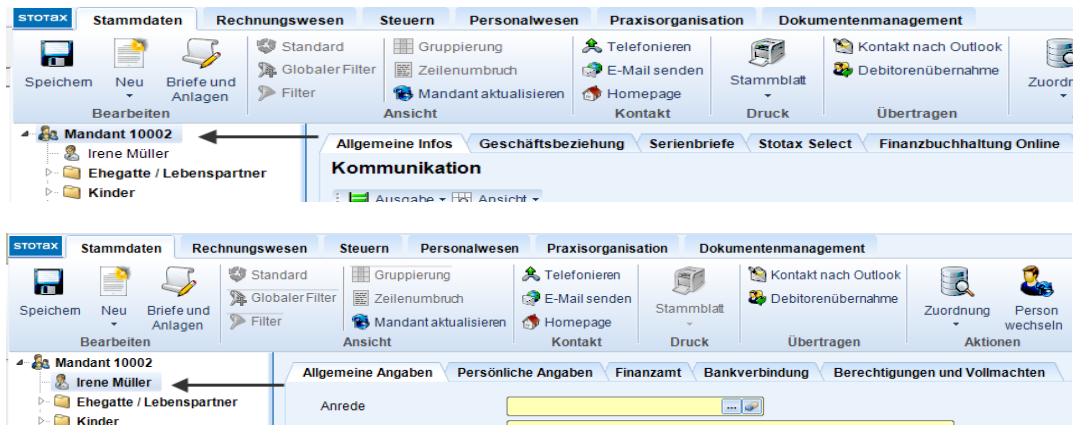 STOTAX Stammdaten Rechnungswesen Steuern Personalwesen Praxisorganisation Dokumentenmanagement
Standard Gruppierung Telefonieren Kontakt nach Outlook
Globaler Filter Zeilenumbruch E-Mail senden Debitorenübernahme
Speichern Neu Briefe und Anlagen Filter Mandant aktualisieren Homepage Stammblatt
Bearbeiten Ansicht Kontakt Druck Übertragen
Mandant 10002
Irene Müller
Ehegatte / Lebenspartner
Kinder
Allgemeine Infos Geschäftsbeziehung Serienbriefe Stotax Select Finanzbuchhaltung Online
Kommunikation
Ausgabe Ansicht
STOTAX Stammdaten Rechnungswesen Steuern Personalwesen Praxisorganisation Dokumentenmanagement
Standard Gruppierung Telefonieren Kontakt nach Outlook
Globaler Filter Zeilenumbruch E-Mail senden Debitorenübernahme
Speichern Neu Briefe und Anlagen Filter Mandant aktualisieren Homepage Stammblatt Zuordnung Person wechseln
Bearbeiten Ansicht Kontakt Druck Übertragen Aktionen
Mandant 10002
Irene Müller
Ehegatte / Lebenspartner
Kinder
Allgemeine Angaben Persönliche Angaben Finanzamt Bankverbindung Berechtigungen und Vollmachten
Anrede ...